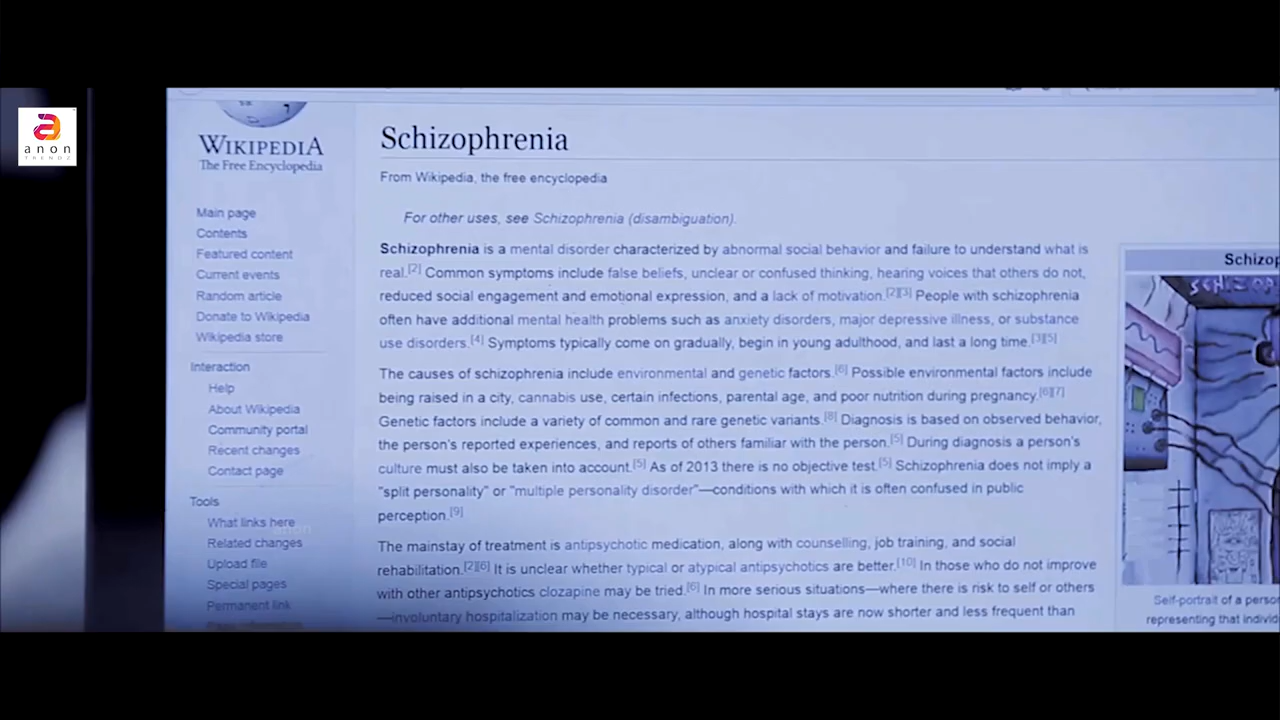 a
anon
TRENDZ
WIKIPEDIA
The Free Encyclopedia
Main page
Contents
Featured content
Current events
Random article
Donate to Wikipedia
Wikipedia store
Interaction
Help
About Wikipedia
Community portal
Recent changes
Contact page
Tools
What links here
Related changes
Upload file
Special pages
Permanent link
Schizophrenia
From Wikipedia, the free encyclopedia
For other uses, see Schizophrenia (disambiguation).
Schizophrenia is a mental disorder characterized by abnormal social behavior and failure to understand what is
real.[2] Common symptoms include false beliefs, unclear or confused thinking, hearing voices that others do not,
reduced social engagement and emotional expression, and a lack of motivation.[2][3] People with schizophrenia
often have additional mental health problems such as anxiety disorders, major depressive illness, or substance
use disorders.[4] Symptoms typically come on gradually, begin in young adulthood, and last a long time.[3][5]
The causes of schizophrenia include environmental and genetic factors.[6] Possible environmental factors include
being raised in a city, cannabis use, certain infections, parental age, and poor nutrition during pregnancy.[6][7]
Genetic factors include a variety of common and rare genetic variants.[8] Diagnosis is based on observed behavior,
the person's reported experiences, and reports of others familiar with the person.[5] During diagnosis a person's
culture must also be taken into account.[5] As of 2013 there is no objective test.[5] Schizophrenia does not imply a
"split personality" or "multiple personality disorder"—conditions with which it is often confused in public
perception.[9]
The mainstay of treatment is antipsychotic medication, along with counselling, job training, and social
rehabilitation.[2][6] It is unclear whether typical or atypical antipsychotics are better.[10] In those who do not improve
with other antipsychotics clozapine may be tried.[6] In more serious situations—where there is risk to self or others
—involuntary hospitalization may be necessary, although hospital stays are now shorter and less frequent than
Schizop
SCHIZOP
Self-portrait of a perso
representing that individ